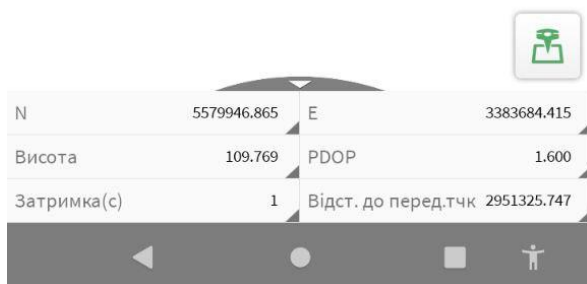 N 5579946.865 E 3383684.415
Висота 109.769 PDOP 1.600
Затримка(с) 1 Відст. до перед.тчк 2951325.747